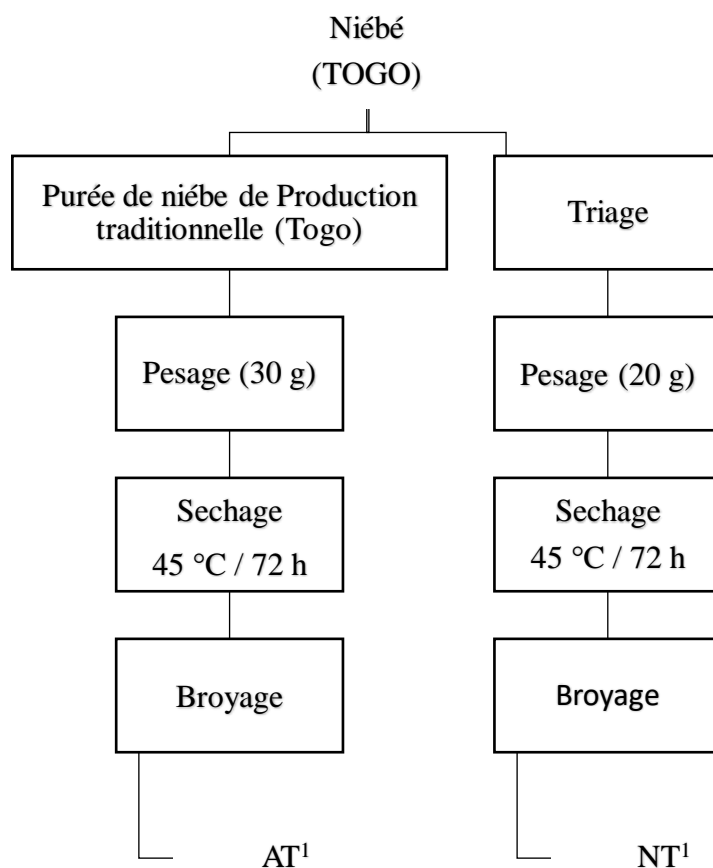 Niébé
(TOGO)
Purée de niébe de Production
traditionnelle (Togo)
Triage
Pesage (30 g)
Pesage (20 g)
Sechage
45 °C / 72 h
Sechage
45 °C / 72 h
Broyage
Broyage
AT¹
NT¹